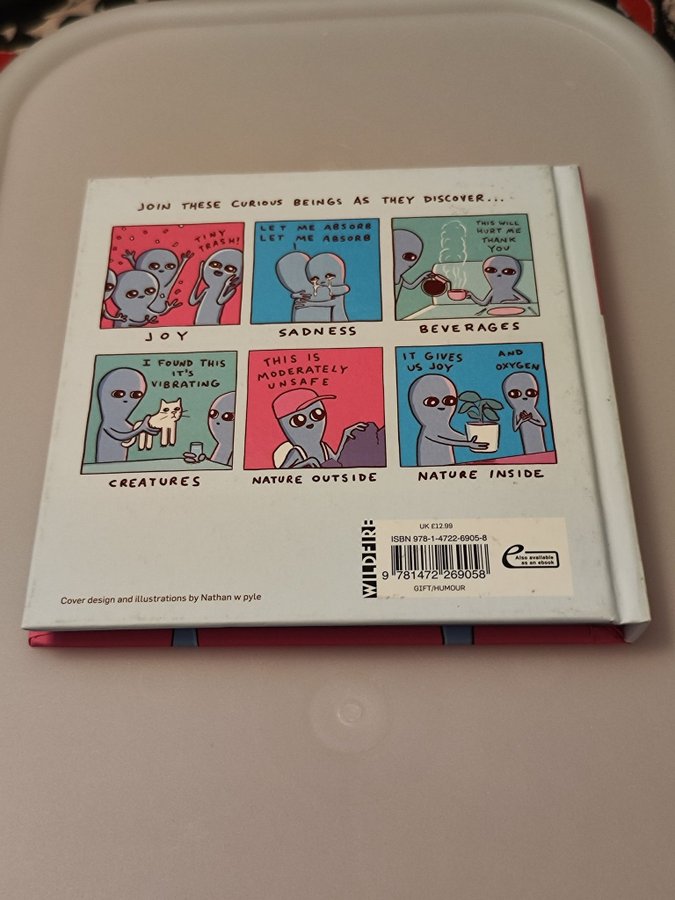 JOIN THESE CURIOUS BEINGS AS THEY DISCOVER...
TINY
TRASH!
JOY
LET ME ABSORB
LET ME ABSORB
SADNESS
THIS WILL
HURT ME
THANK
YOU
BEVERAGES
I FOUND THIS
IT'S
VIBRATING
CREATURES
THIS IS
MODERATELY
UNSAFE
NATURE OUTSIDE
IT GIVES
US JOY
AND
OXYGEN
NATURE INSIDE
WILDFIRE
UK £12.99
ISBN 978-1-4722-6905-8
9 781472 269058
GIFT/HUMOUR
e
Also available
as an ebook
Cover design and illustrations by Nathan w pyle